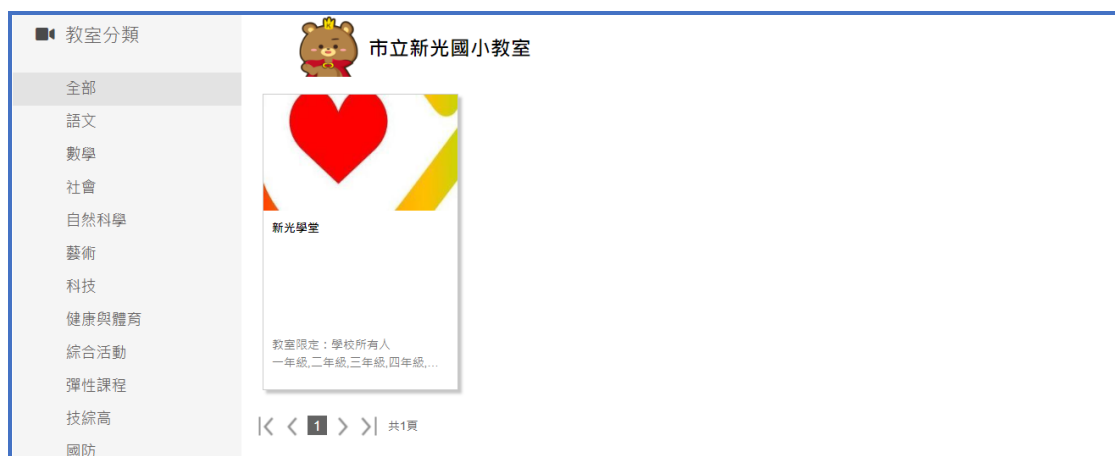 教室分類
全部
語文
數學
社會
自然科學
藝術
科技
健康與體育
綜合活動
彈性課程
技綜高
國防
市立新光國小教室
新光學堂
教室限定：學校所有人
一年級,二年級,三年級,四年級,...
1
共1頁